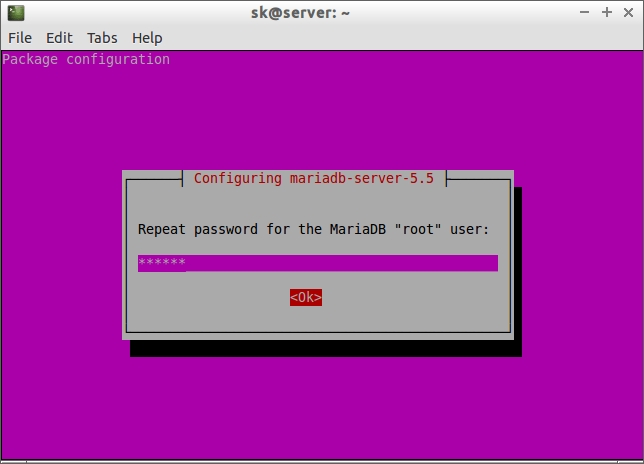 sk@server: ~
File Edit Tabs Help
Package configuration
Configuring mariadb-server-5.5
Repeat password for the MariaDB "root" user:
******
<Ok>